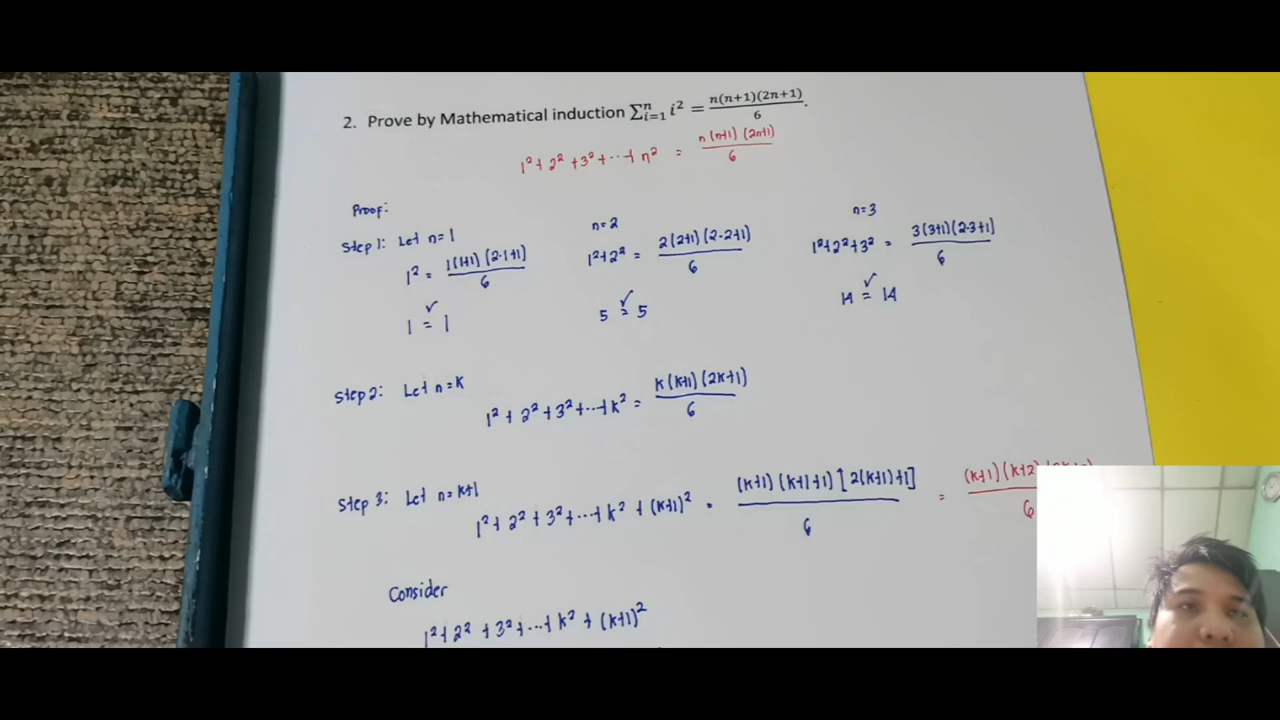 2. Prove by Mathematical induction ∑ⁿᵢ₌₁ i² = n(n+1)(2n+1)/6.
1² + 2² + 3² + ··· + n² = n(n+1)(2n+1)/6
Proof:
Step 1: Let n=1
1² = 1(1+1)(2·1+1)/6
1 = 1 ✓
n=2
1²+2² = 2(2+1)(2·2+1)/6
5 = 5 ✓
n=3
1²+2²+3² = 3(3+1)(2·3+1)/6
14 = 14 ✓
Step 2: Let n=k
1² + 2² + 3² + ··· + k² = k(k+1)(2k+1)/6
Step 3: Let n=k+1
1² + 2² + 3² + ··· + k² + (k+1)² = (k+1)(k+1+1)[2(k+1)+1]/6 = (k+1)(k+2)/6
Consider
1² + 2² + 3² + ··· + k² + (k+1)²